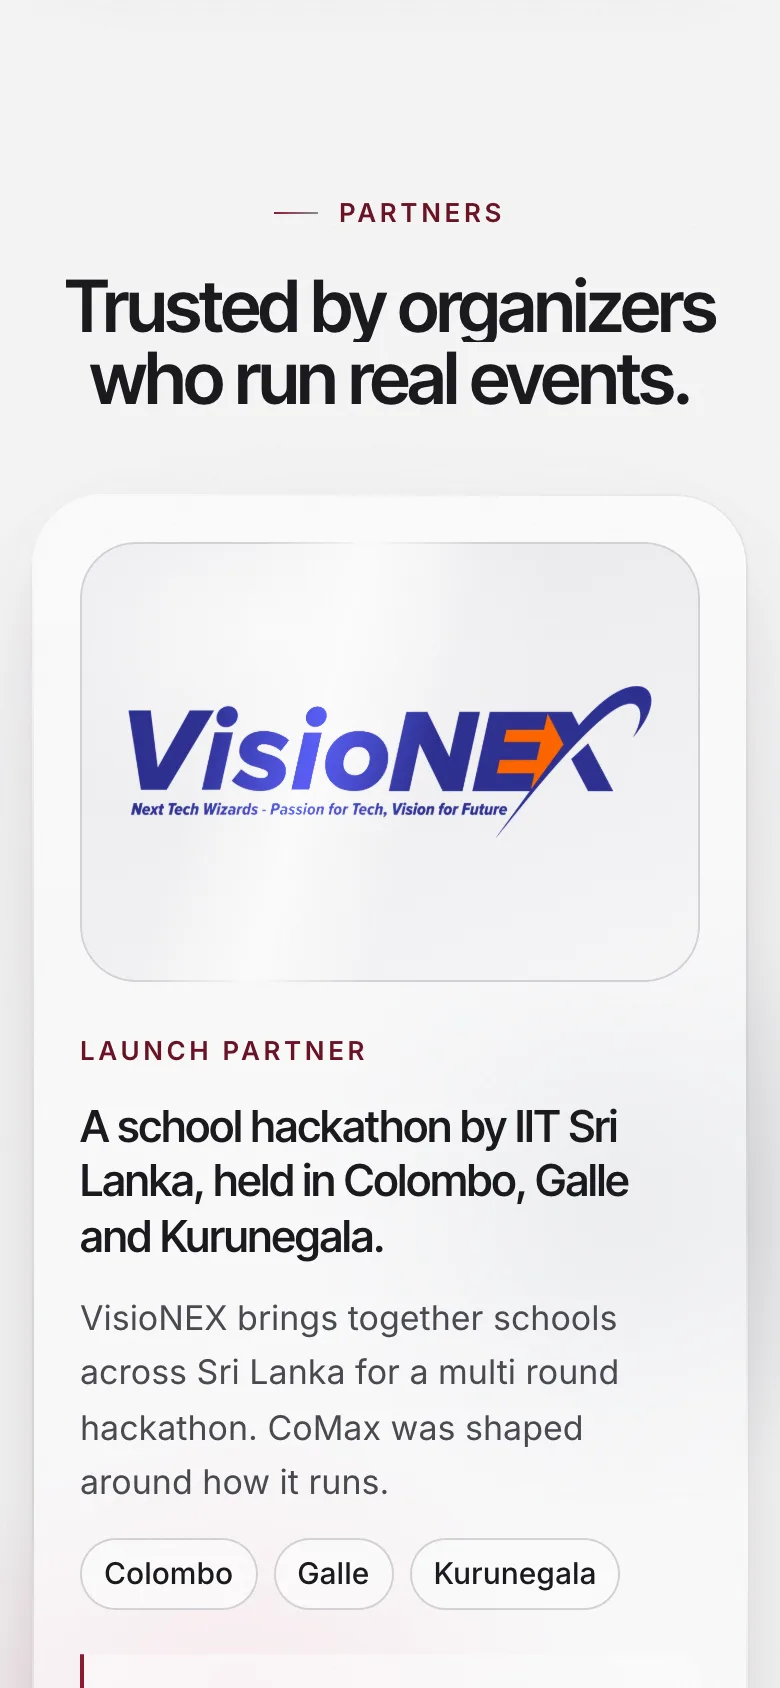 PARTNERS
Trusted by organizers
who run real events.
VisioNEX
Next Tech Wizards - Passion for Tech, Vision for Future
LAUNCH PARTNER
A school hackathon by IIT Sri
Lanka, held in Colombo, Galle
and Kurunegala.
VisioNEX brings together schools
across Sri Lanka for a multi round
hackathon. CoMax was shaped
around how it runs.
Colombo
Galle
Kurunegala